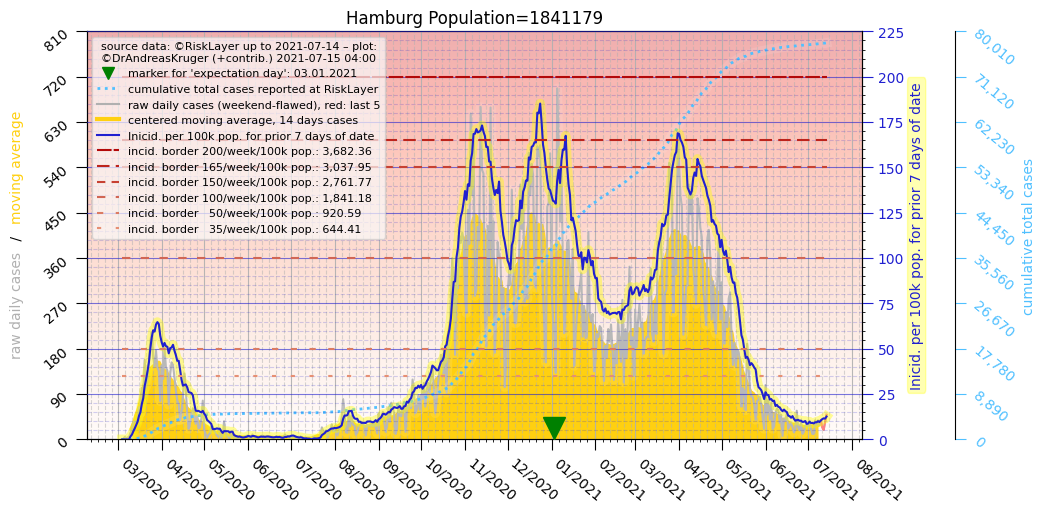 Hamburg Population=1841179
source data: ©RiskLayer up to 2021-07-14 – plot:
©DrAndreasKruger (+contrib.) 2021-07-15 04:00
marker for 'expectation day': 03.01.2021
cumulative total cases reported at RiskLayer
raw daily cases (weekend-flawed), red: last 5
centered moving average, 14 days cases
Inicid. per 100k pop. for prior 7 days of date
incid. border 200/week/100k pop.: 3,682.36
incid. border 165/week/100k pop.: 3,037.95
incid. border 150/week/100k pop.: 2,761.77
incid. border 100/week/100k pop.: 1,841.18
incid. border   50/week/100k pop.: 920.59
incid. border   35/week/100k pop.: 644.41
raw daily cases / moving average
810
720
630
540
450
360
270
180
90
0
03/2020
04/2020
05/2020
06/2020
07/2020
08/2020
09/2020
10/2020
11/2020
12/2020
01/2021
02/2021
03/2021
04/2021
05/2021
06/2021
07/2021
08/2021
225
200
175
150
125
100
75
50
25
0
Inicid. per 100k pop. for prior 7 days of date
80,010
71,120
62,230
53,340
44,450
35,560
26,670
17,780
8,890
0
cumulative total cases